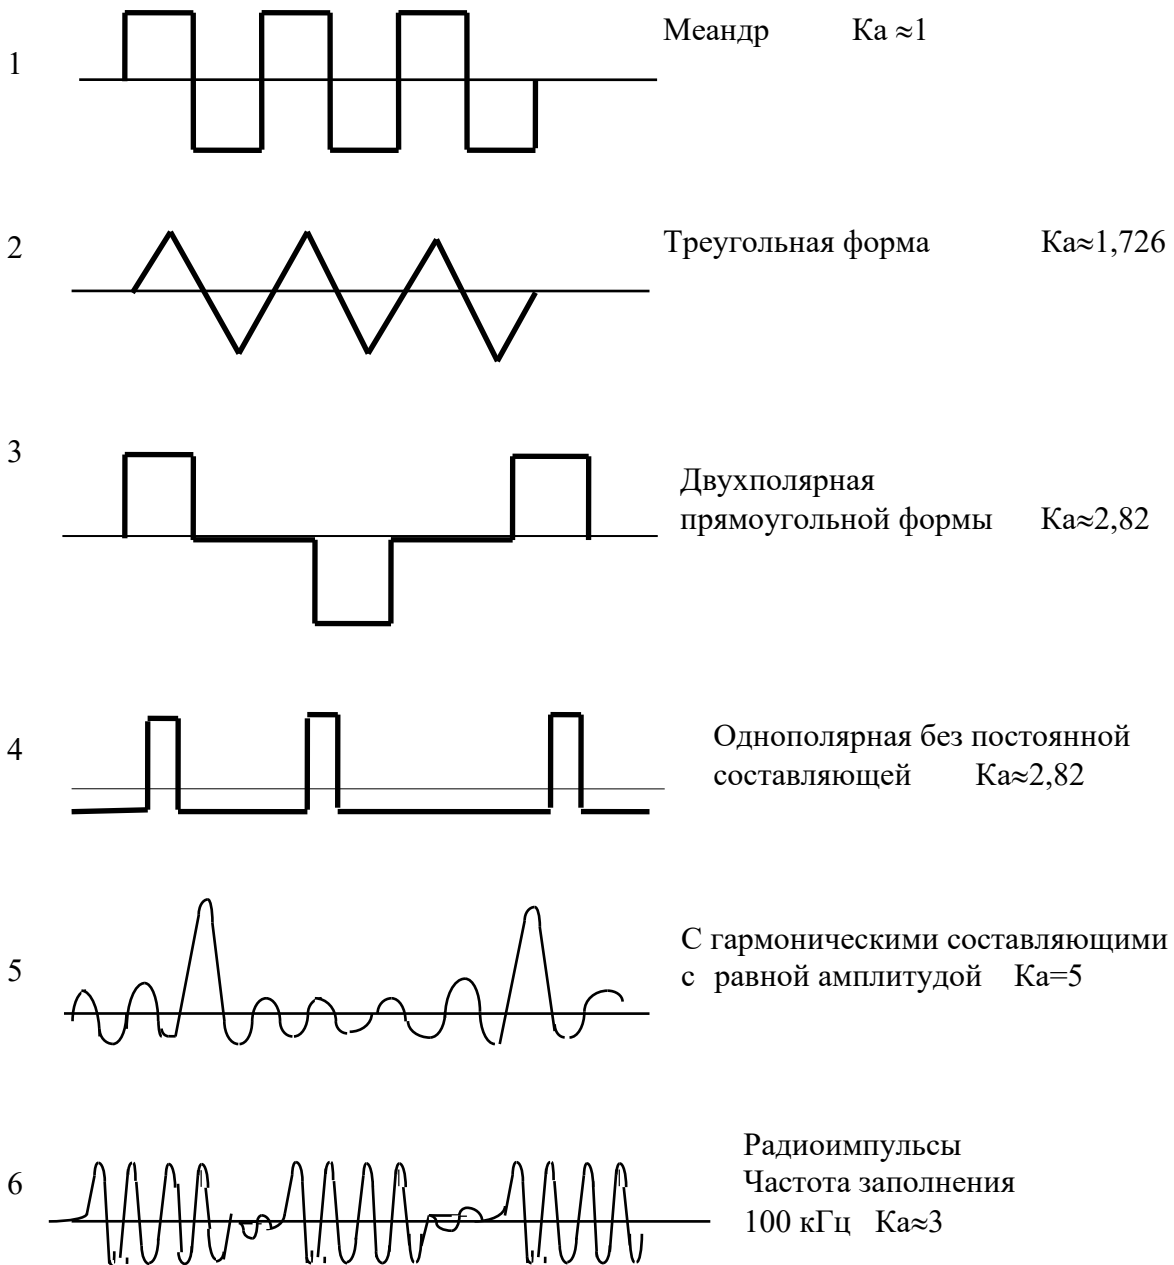 1 Меандр Ка ≈1
2 Треугольная форма Ка≈1,726
3
Двухполярная
прямоугольной формы Ка≈2,82
4
Однополярная без постоянной
составляющей Ка≈2,82
5
С гармоническими составляющими
с равной амплитудой Ка=5
6
Радиоимпульсы
Частота заполнения
100 кГц Ка≈3